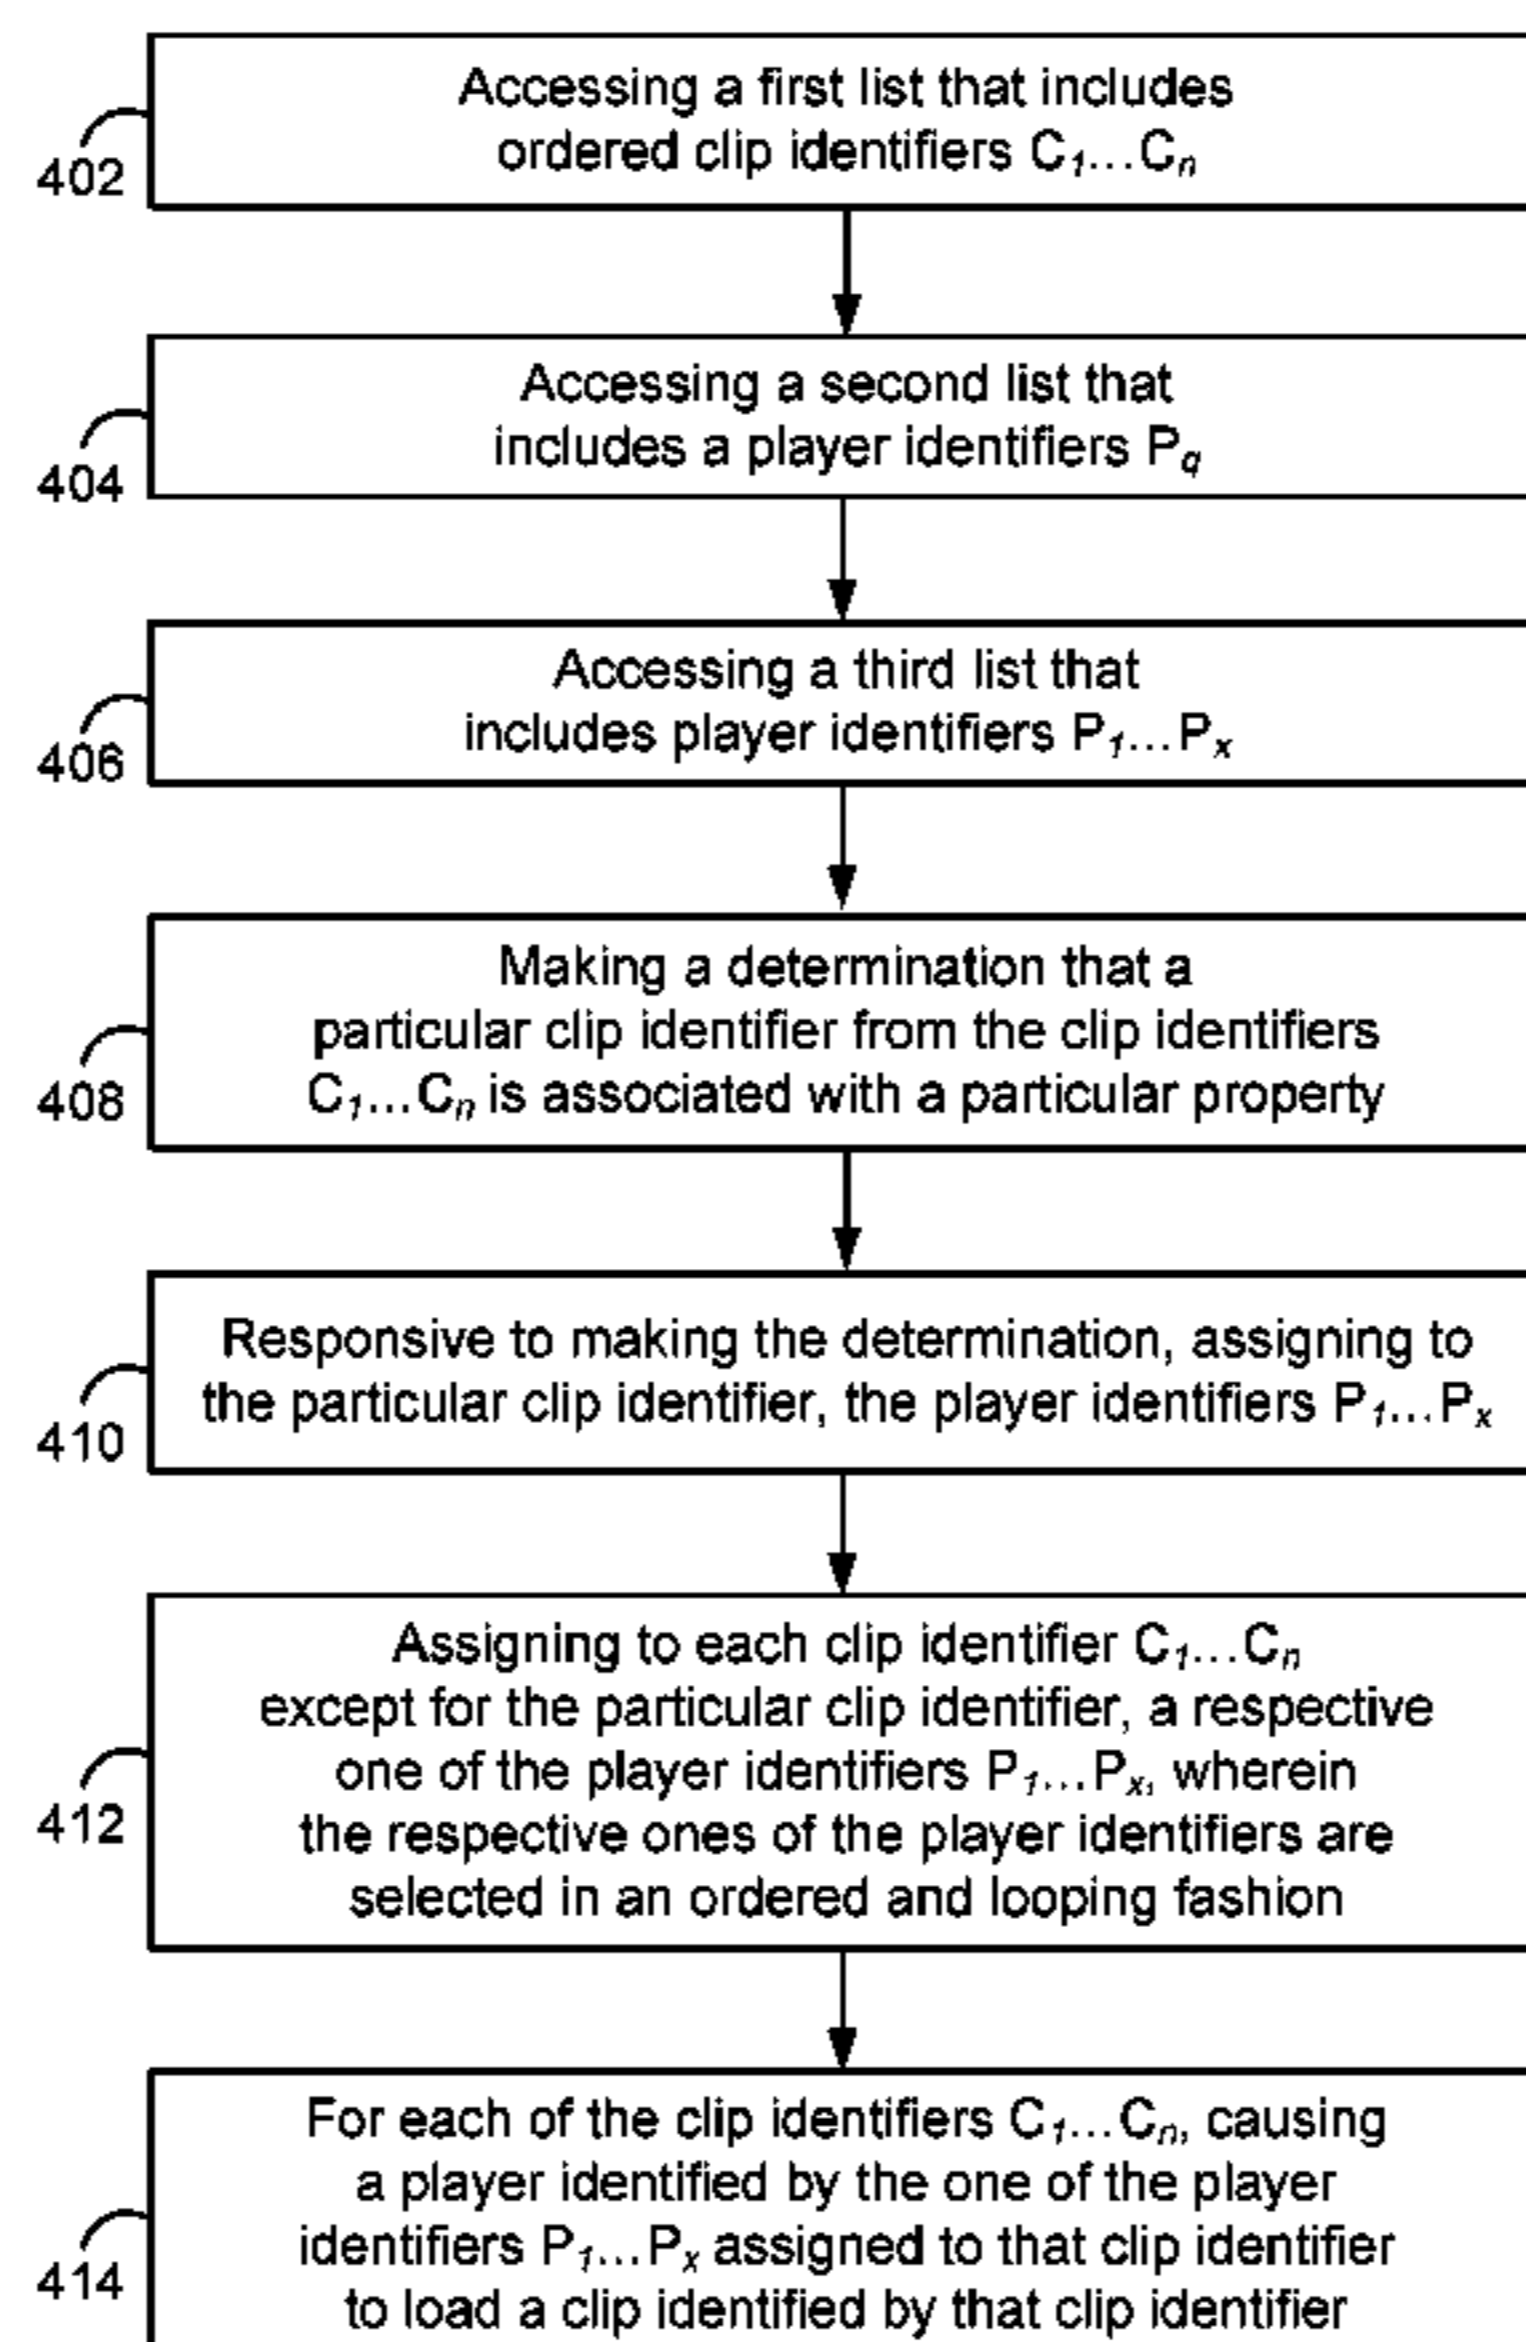 Accessing a first list that includes
ordered clip identifiers C1...Cn
402
Accessing a second list that
includes a player identifiers Pq
404
Accessing a third list that
includes player identifiers P1...Px
406
Making a determination that a
particular clip identifier from the clip identifiers
C1...Cn is associated with a particular property
408
Responsive to making the determination, assigning to
the particular clip identifier, the player identifiers P1...Px
410
Assigning to each clip identifier C1...Cn
except for the particular clip identifier, a respective
one of the player identifiers P1...Px, wherein
the respective ones of the player identifiers are
selected in an ordered and looping fashion
412
For each of the clip identifiers C1...Cn, causing
a player identified by the one of the player
identifiers P1...Px assigned to that clip identifier
to load a clip identified by that clip identifier
414